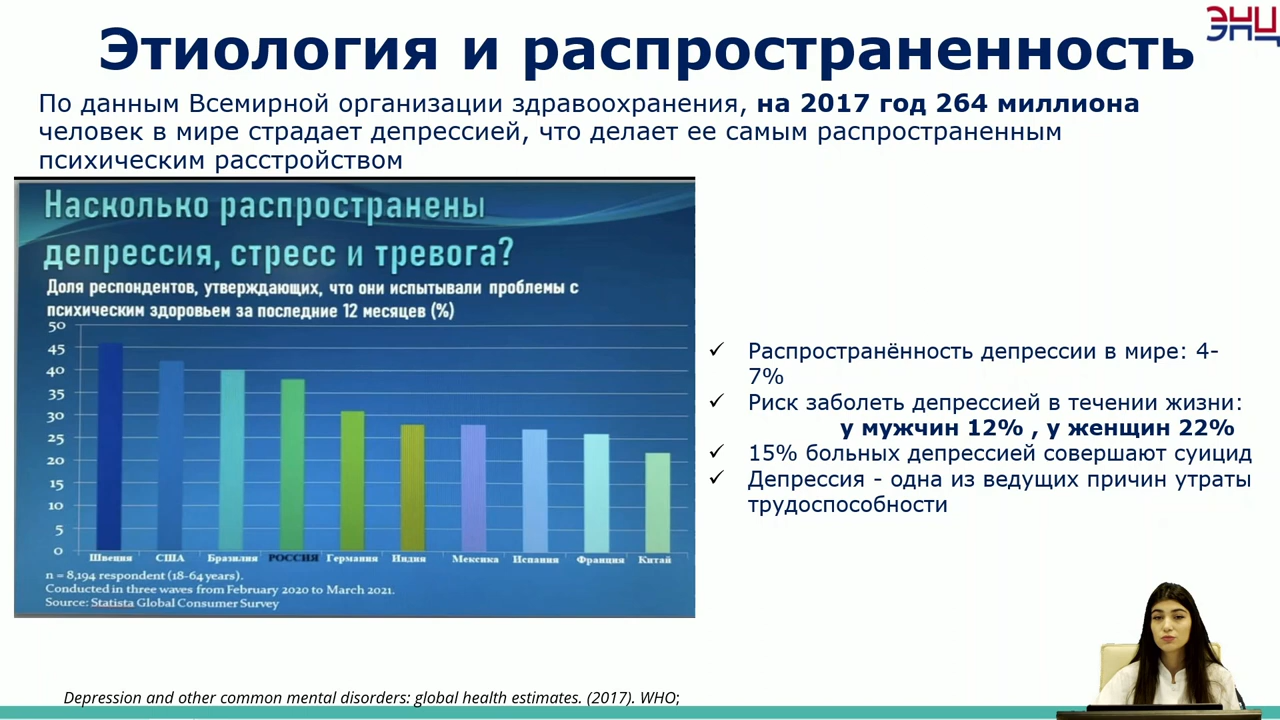 ЭНЦ
Этиология и распространенность
По данным Всемирной организации здравоохранения, на 2017 год 264 миллиона
человек в мире страдает депрессией, что делает ее самым распространенным
психическим расстройством
Насколько распространены
депрессия, стресс и тревога?
Доля респондентов, утверждающих, что они испытывали проблемы с
психическим здоровьем за последние 12 месяцев (%)
50
45
40
35
30
25
20
15
10
5
0
Швеция США Бразилия РОССИЯ Германия Индия Мексика Испания Франция Китай
n = 8,194 respondent (18-64 years).
Conducted in three waves from February 2020 to March 2021.
Source: Statista Global Consumer Survey
✓ Распространённость депрессии в мире: 4-
7%
✓ Риск заболеть депрессией в течении жизни:
у мужчин 12% , у женщин 22%
✓ 15% больных депрессией совершают суицид
✓ Депрессия - одна из ведущих причин утраты
трудоспособности
Depression and other common mental disorders: global health estimates. (2017). WHO;